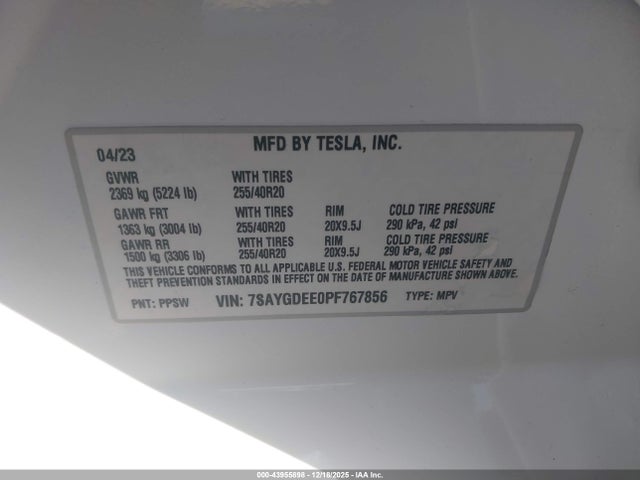 MFD BY TESLA, INC.
04/23
GVWR WITH TIRES
2369 kg (5224 lb) 255/40R20
GAWR FRT WITH TIRES RIM COLD TIRE PRESSURE
1363 kg (3004 lb) 255/40R20 20X9.5J 290 kPa, 42 psi
GAWR RR WITH TIRES RIM COLD TIRE PRESSURE
1500 kg (3306 lb) 255/40R20 20X9.5J 290 kPa, 42 psi
THIS VEHICLE CONFORMS TO ALL APPLICABLE U.S. FEDERAL MOTOR VEHICLE SAFETY AND
THEFT PREVENTION STANDARDS IN EFFECT ON THE DATE OF MANUFACTURE SHOWN ABOVE.
PNT: PPSW VIN: 7SAYGDEE0PF767856 TYPE: MPV
000-43955898 - 12/18/2025 - IAA Inc.